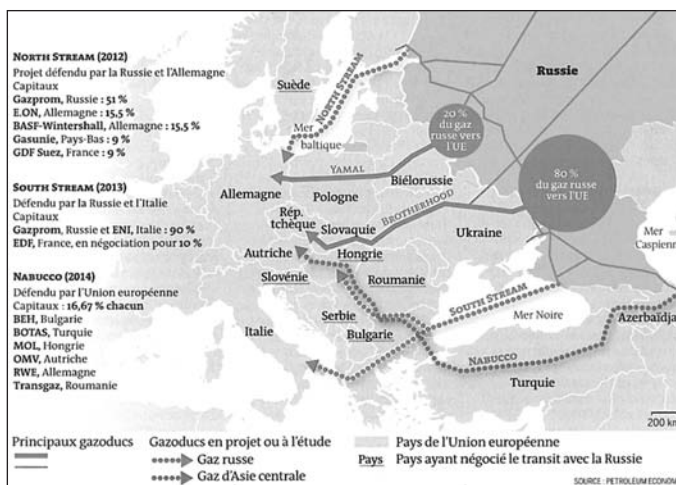 NORTH STREAM (2012)
Projet défendu par la Russie et l'Allemagne
Capitaux
Gazprom, Russie : 51 %
E.ON, Allemagne : 15,5 %
BASF-Wintershall, Allemagne : 15,5 %
Gasunie, Pays-Bas : 9 %
GDF Suez, France : 9 %
SOUTH STREAM (2013)
Défendu par la Russie et l'Italie
Capitaux
Gazprom, Russie et ENI, Italie : 90 %
EDF, France, en négociation pour 10 %
NABUCCO (2014)
Défendu par l'Union européenne
Capitaux : 16,67 % chacun
BEH, Bulgarie
BOTAS, Turquie
MOL, Hongrie
OMV, Autriche
RWE, Allemagne
Transgaz, Roumanie
Suède
NORTH STREAM
Mer
baltique
Russie
20 %
du gaz
russe vers
l'UE
80 %
du gaz russe
vers l'UE
YAMAL
Allemagne
Pologne
Biélorussie
BROTHERHOOD
Rép.
tchèque
Slovaquie
Ukraine
Autriche
Hongrie
Slovénie
Roumanie
Serbie
Bulgarie
Italie
SOUTH STREAM
Mer Noire
Mer
Caspienne
Azerbaïdja
NABUCCO
Turquie
200 km
Principaux gazoducs
Gazoducs en projet ou à l'étude
Gaz russe
Gaz d'Asie centrale
Pays de l'Union européenne
Pays Pays ayant négocié le transit avec la Russie
SOURCE : PETROLEUM ECONOM